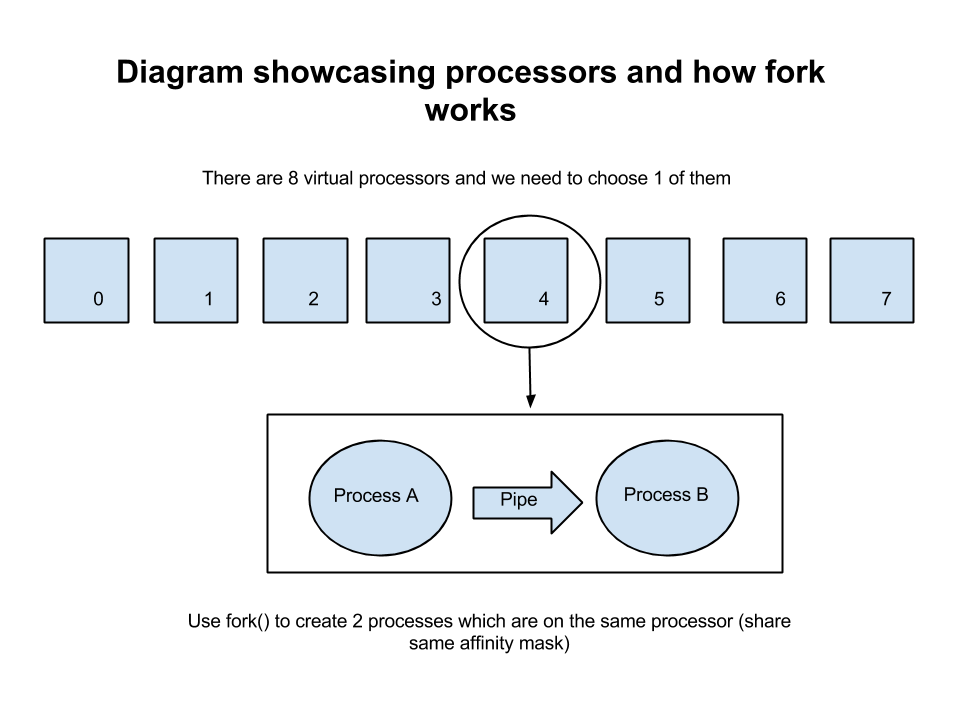 Diagram showcasing processors and how fork
works
There are 8 virtual processors and we need to choose 1 of them
0 1 2 3 4 5 6 7
Process A Pipe Process B
Use fork() to create 2 processes which are on the same processor (share
same affinity mask)